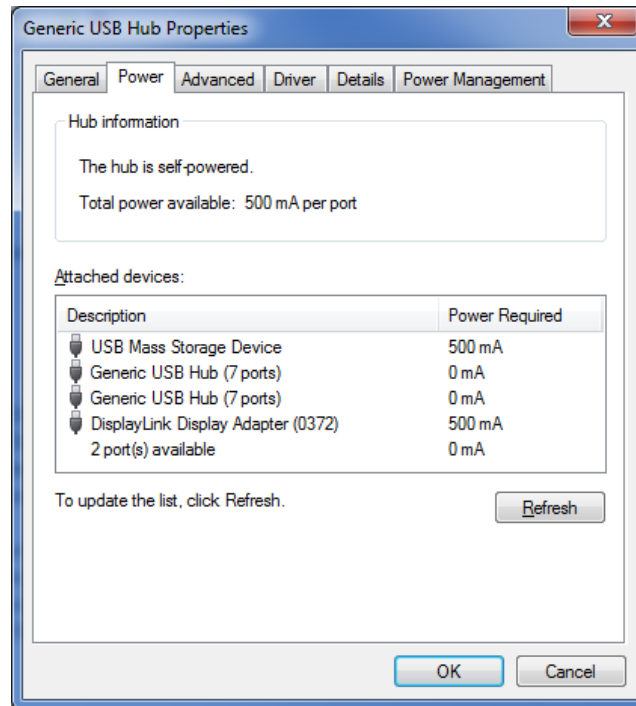 Generic USB Hub Properties
General Power Advanced Driver Details Power Management
Hub information
The hub is self-powered.
Total power available: 500 mA per port
Attached devices:
Description Power Required
USB Mass Storage Device 500 mA
Generic USB Hub (7 ports) 0 mA
Generic USB Hub (7 ports) 0 mA
DisplayLink Display Adapter (0372) 500 mA
2 port(s) available 0 mA
To update the list, click Refresh. Refresh
OK Cancel